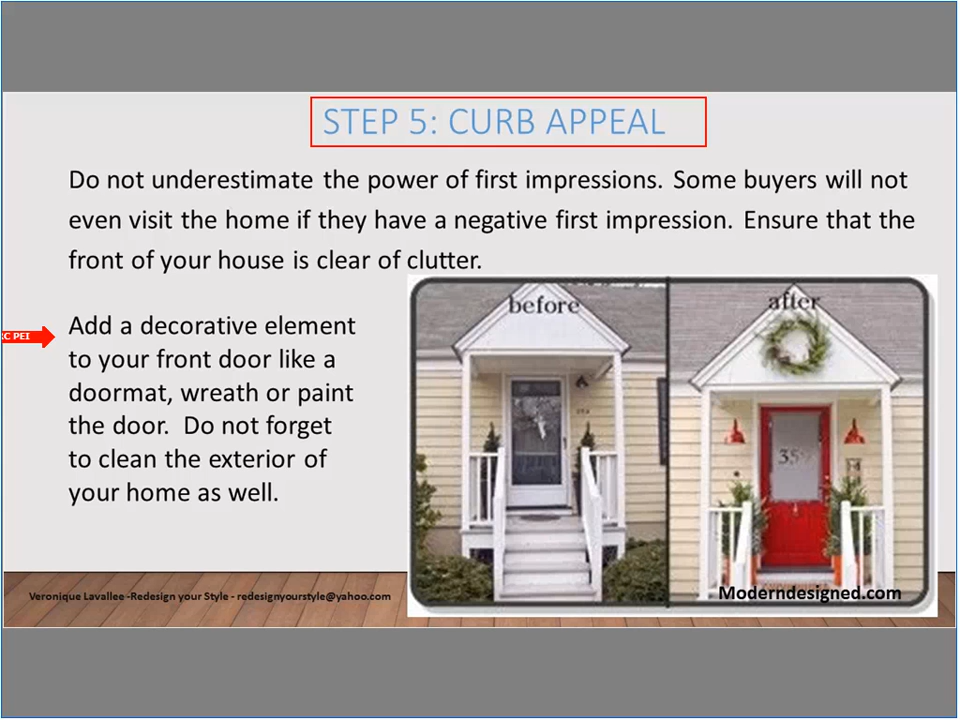 STEP 5: CURB APPEAL
Do not underestimate the power of first impressions. Some buyers will not
even visit the home if they have a negative first impression. Ensure that the
front of your house is clear of clutter.
Add a decorative element
to your front door like a
doormat, wreath or paint
the door. Do not forget
to clean the exterior of
your home as well.
before
after
359
PEI
Moderndesigned.com
Veronique Lavallee -Redesign your Style - redesignyourstyle@yahoo.com